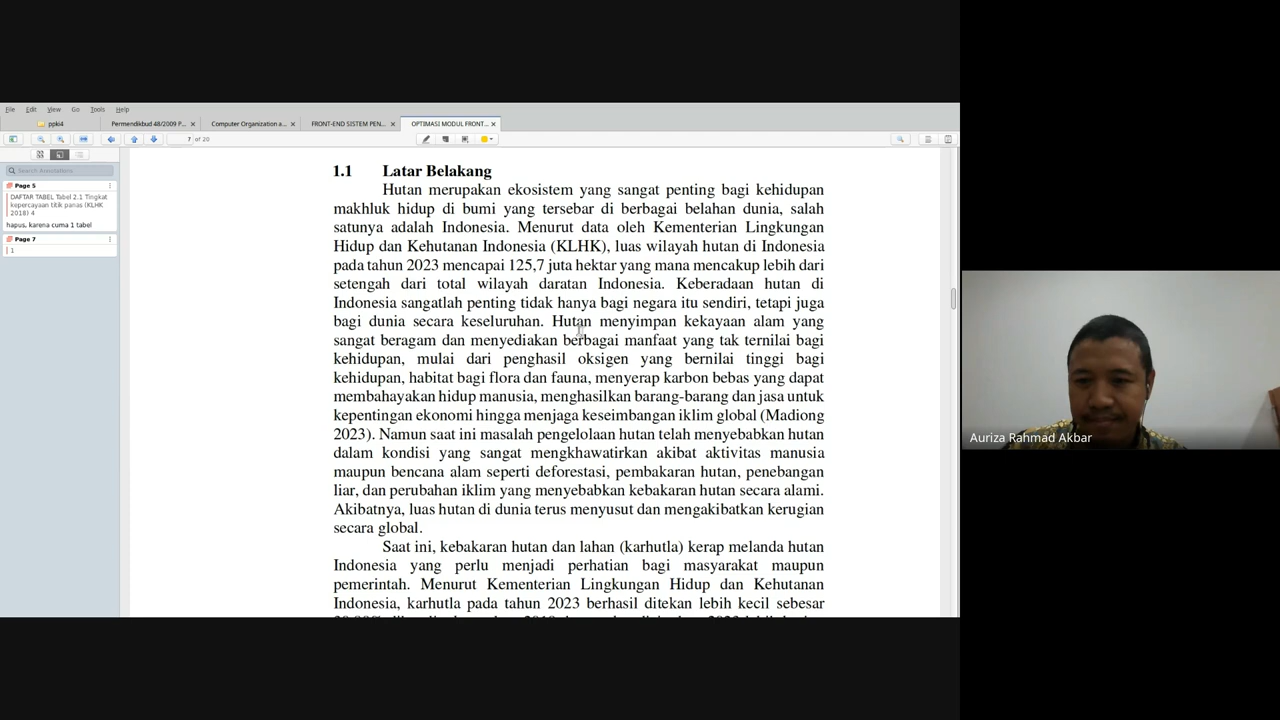 File Edit View Go Tools Help
ppki4
Permendikbud 48/2009 P...
Computer Organization a...
FRONT-END SISTEM PEN...
OPTIMASI MODUL FRONT...
7 of 20
Search Annotations
Page 5
DAFTAR TABEL Tabel 2.1 Tingkat
kepercayaan titik panas (KLHK
2018) 4
hapus, karena cuma 1 tabel
Page 7
1
1.1 Latar Belakang
Hutan merupakan ekosistem yang sangat penting bagi kehidupan
makhluk hidup di bumi yang tersebar di berbagai belahan dunia, salah
satunya adalah Indonesia. Menurut data oleh Kementerian Lingkungan
Hidup dan Kehutanan Indonesia (KLHK), luas wilayah hutan di Indonesia
pada tahun 2023 mencapai 125,7 juta hektar yang mana mencakup lebih dari
setengah dari total wilayah daratan Indonesia. Keberadaan hutan di
Indonesia sangatlah penting tidak hanya bagi negara itu sendiri, tetapi juga
bagi dunia secara keseluruhan. Hutan menyimpan kekayaan alam yang
sangat beragam dan menyediakan berbagai manfaat yang tak ternilai bagi
kehidupan, mulai dari penghasil oksigen yang bernilai tinggi bagi
kehidupan, habitat bagi flora dan fauna, menyerap karbon bebas yang dapat
membahayakan hidup manusia, menghasilkan barang-barang dan jasa untuk
kepentingan ekonomi hingga menjaga keseimbangan iklim global (Madiong
2023). Namun saat ini masalah pengelolaan hutan telah menyebabkan hutan
dalam kondisi yang sangat mengkhawatirkan akibat aktivitas manusia
maupun bencana alam seperti deforestasi, pembakaran hutan, penebangan
liar, dan perubahan iklim yang menyebabkan kebakaran hutan secara alami.
Akibatnya, luas hutan di dunia terus menyusut dan mengakibatkan kerugian
secara global.
Saat ini, kebakaran hutan dan lahan (karhutla) kerap melanda hutan
Indonesia yang perlu menjadi perhatian bagi masyarakat maupun
pemerintah. Menurut Kementerian Lingkungan Hidup dan Kehutanan
Indonesia, karhutla pada tahun 2023 berhasil ditekan lebih kecil sebesar
Auriza Rahmad Akbar